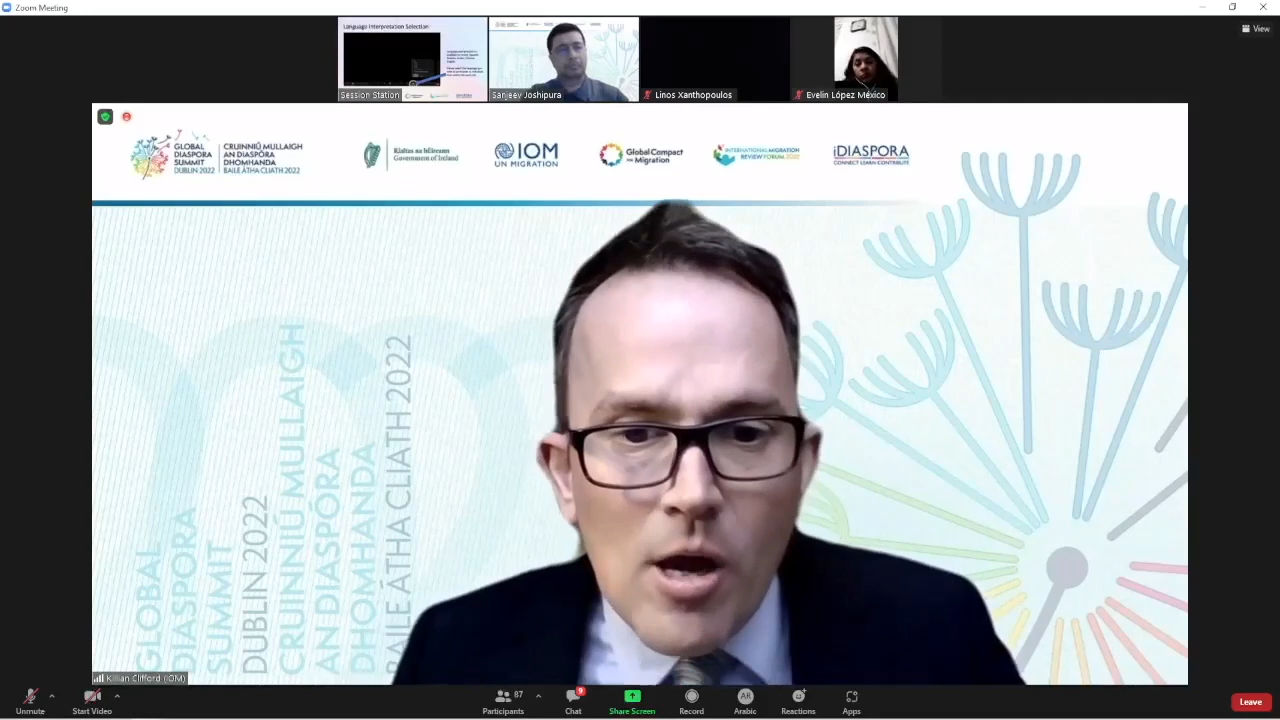 Zoom Meeting
View
Language Interpretation Selection
Session Station
Sanjeev Joshipura
Linos Xanthopoulos
Evelin López México
GLOBAL
DIASPORA
SUMMIT
DUBLIN 2022
CRUINNIÚ MULLAIGH
AN DIASPÓRA
DHOMHANDA
BAILE ÁTHA CLIATH 2022
Rialtas na hÉireann
Government of Ireland
IOM
UN MIGRATION
Global Compact
for Migration
INTERNATIONAL MIGRATION
REVIEW FORUM 2022
iDIASPORA
CONNECT LEARN CONTRIBUTE
GLOBAL
DIASPORA
SUMMIT
DUBLIN 2022
CRUINNIÚ MULLAIGH
AN DIASPÓRA
DHOMHANDA
BAILE ÁTHA CLIATH 2022
Killian Clifford (IOM)
Unmute
Start Video
87
Participants
9
Chat
Share Screen
Record
AR
Arabic
Reactions
Apps
Leave